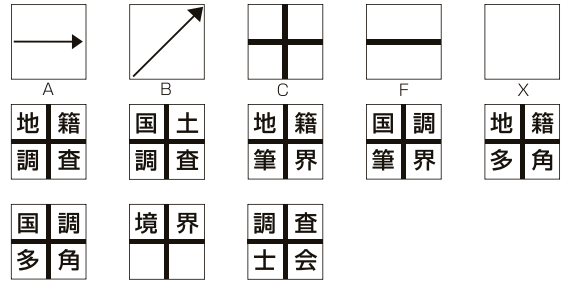 A B C F X
地籍 国土 地籍 国調 地籍
調査 調査 筆界 筆界 多角
国調 境界 調査
多角 士会